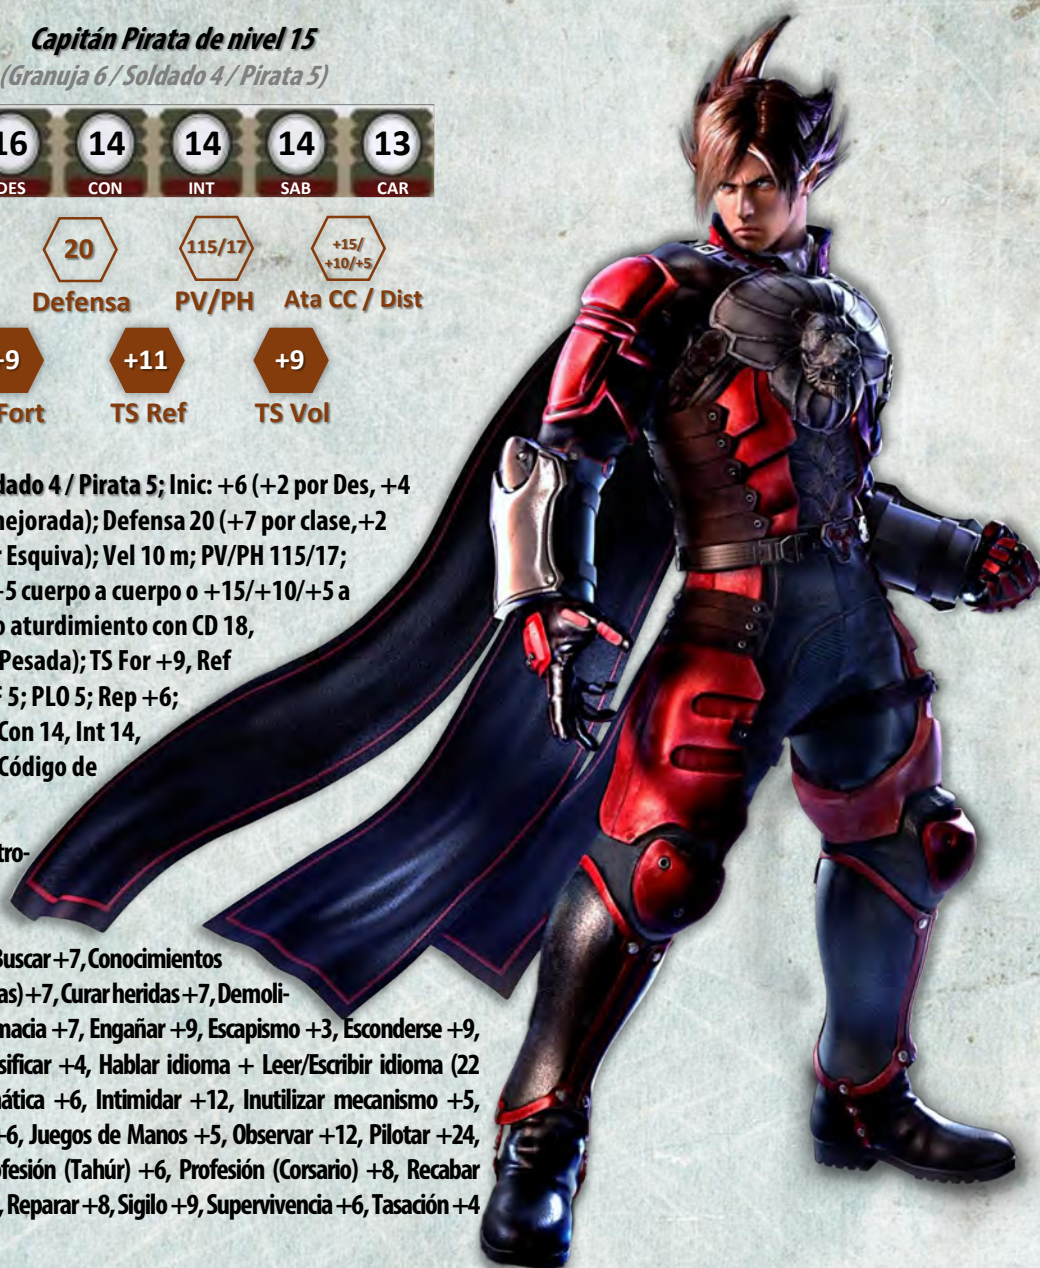 Capitán Pirata de nivel 15
(Granuja 6 / Soldado 4 / Pirata 5)
16 14 14 14 13
DES CON INT SAB CAR
20 115/17 +15/
+10/+5
Defensa PV/PH Ata CC / Dist
+9 +11 +9
Fort TS Ref TS Vol
dado 4 / Pirata 5; Inic: +6 (+2 por Des, +4
mejorada); Defensa 20 (+7 por clase,+2
r Esquiva); Vel 10 m; PV/PH 115/17;
+5 cuerpo a cuerpo o +15/+10/+5 a
o aturdimiento con CD 18,
Pesada); TS For +9, Ref
F 5; PLO 5; Rep +6;
Con 14, Int 14,
Código de
tro-
Buscar +7, Conocimientos
as) +7, Curar heridas +7, Demoli-
macia +7, Engañar +9, Escapismo +3, Esconderse +9,
sificar +4, Hablar idioma + Leer/Escribir idioma (22
nática +6, Intimidar +12, Inutilizar mecanismo +5,
+6, Juegos de Manos +5, Observar +12, Pilotar +24,
ofesión (Tahúr) +6, Profesión (Corsario) +8, Recabar
, Reparar +8, Sigilo +9, Supervivencia +6, Tasación +4